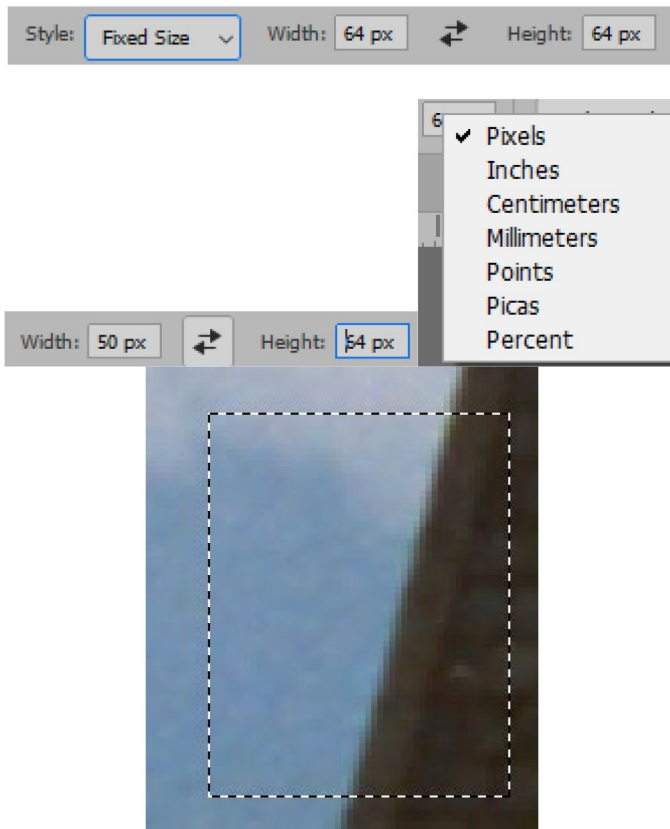 Style: Fixed Size Width: 64 px Height: 64 px
Pixels
Inches
Centimeters
Millimeters
Points
Picas
Percent
Width: 50 px Height: 64 px